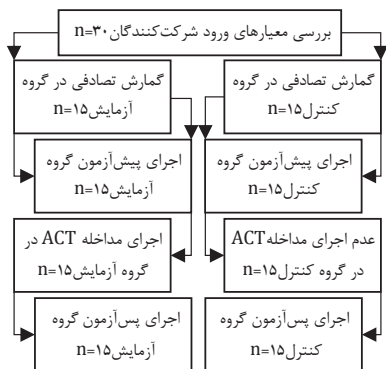 بررسی معیارهای ورود شرکت‌کنندگان n=۳۰
گمارش تصادفی در گروه
کنترل n=۱۵
گمارش تصادفی در گروه
آزمایش n=۱۵
اجرای پیش‌آزمون گروه
کنترل n=۱۵
اجرای پیش‌آزمون گروه
آزمایش n=۱۵
عدم اجرای مداخله ACT
در گروه کنترل n=۱۵
اجرای مداخله ACT در
گروه آزمایش n=۱۵
اجرای پس‌آزمون گروه
کنترل n=۱۵
اجرای پس‌آزمون گروه
آزمایش n=۱۵